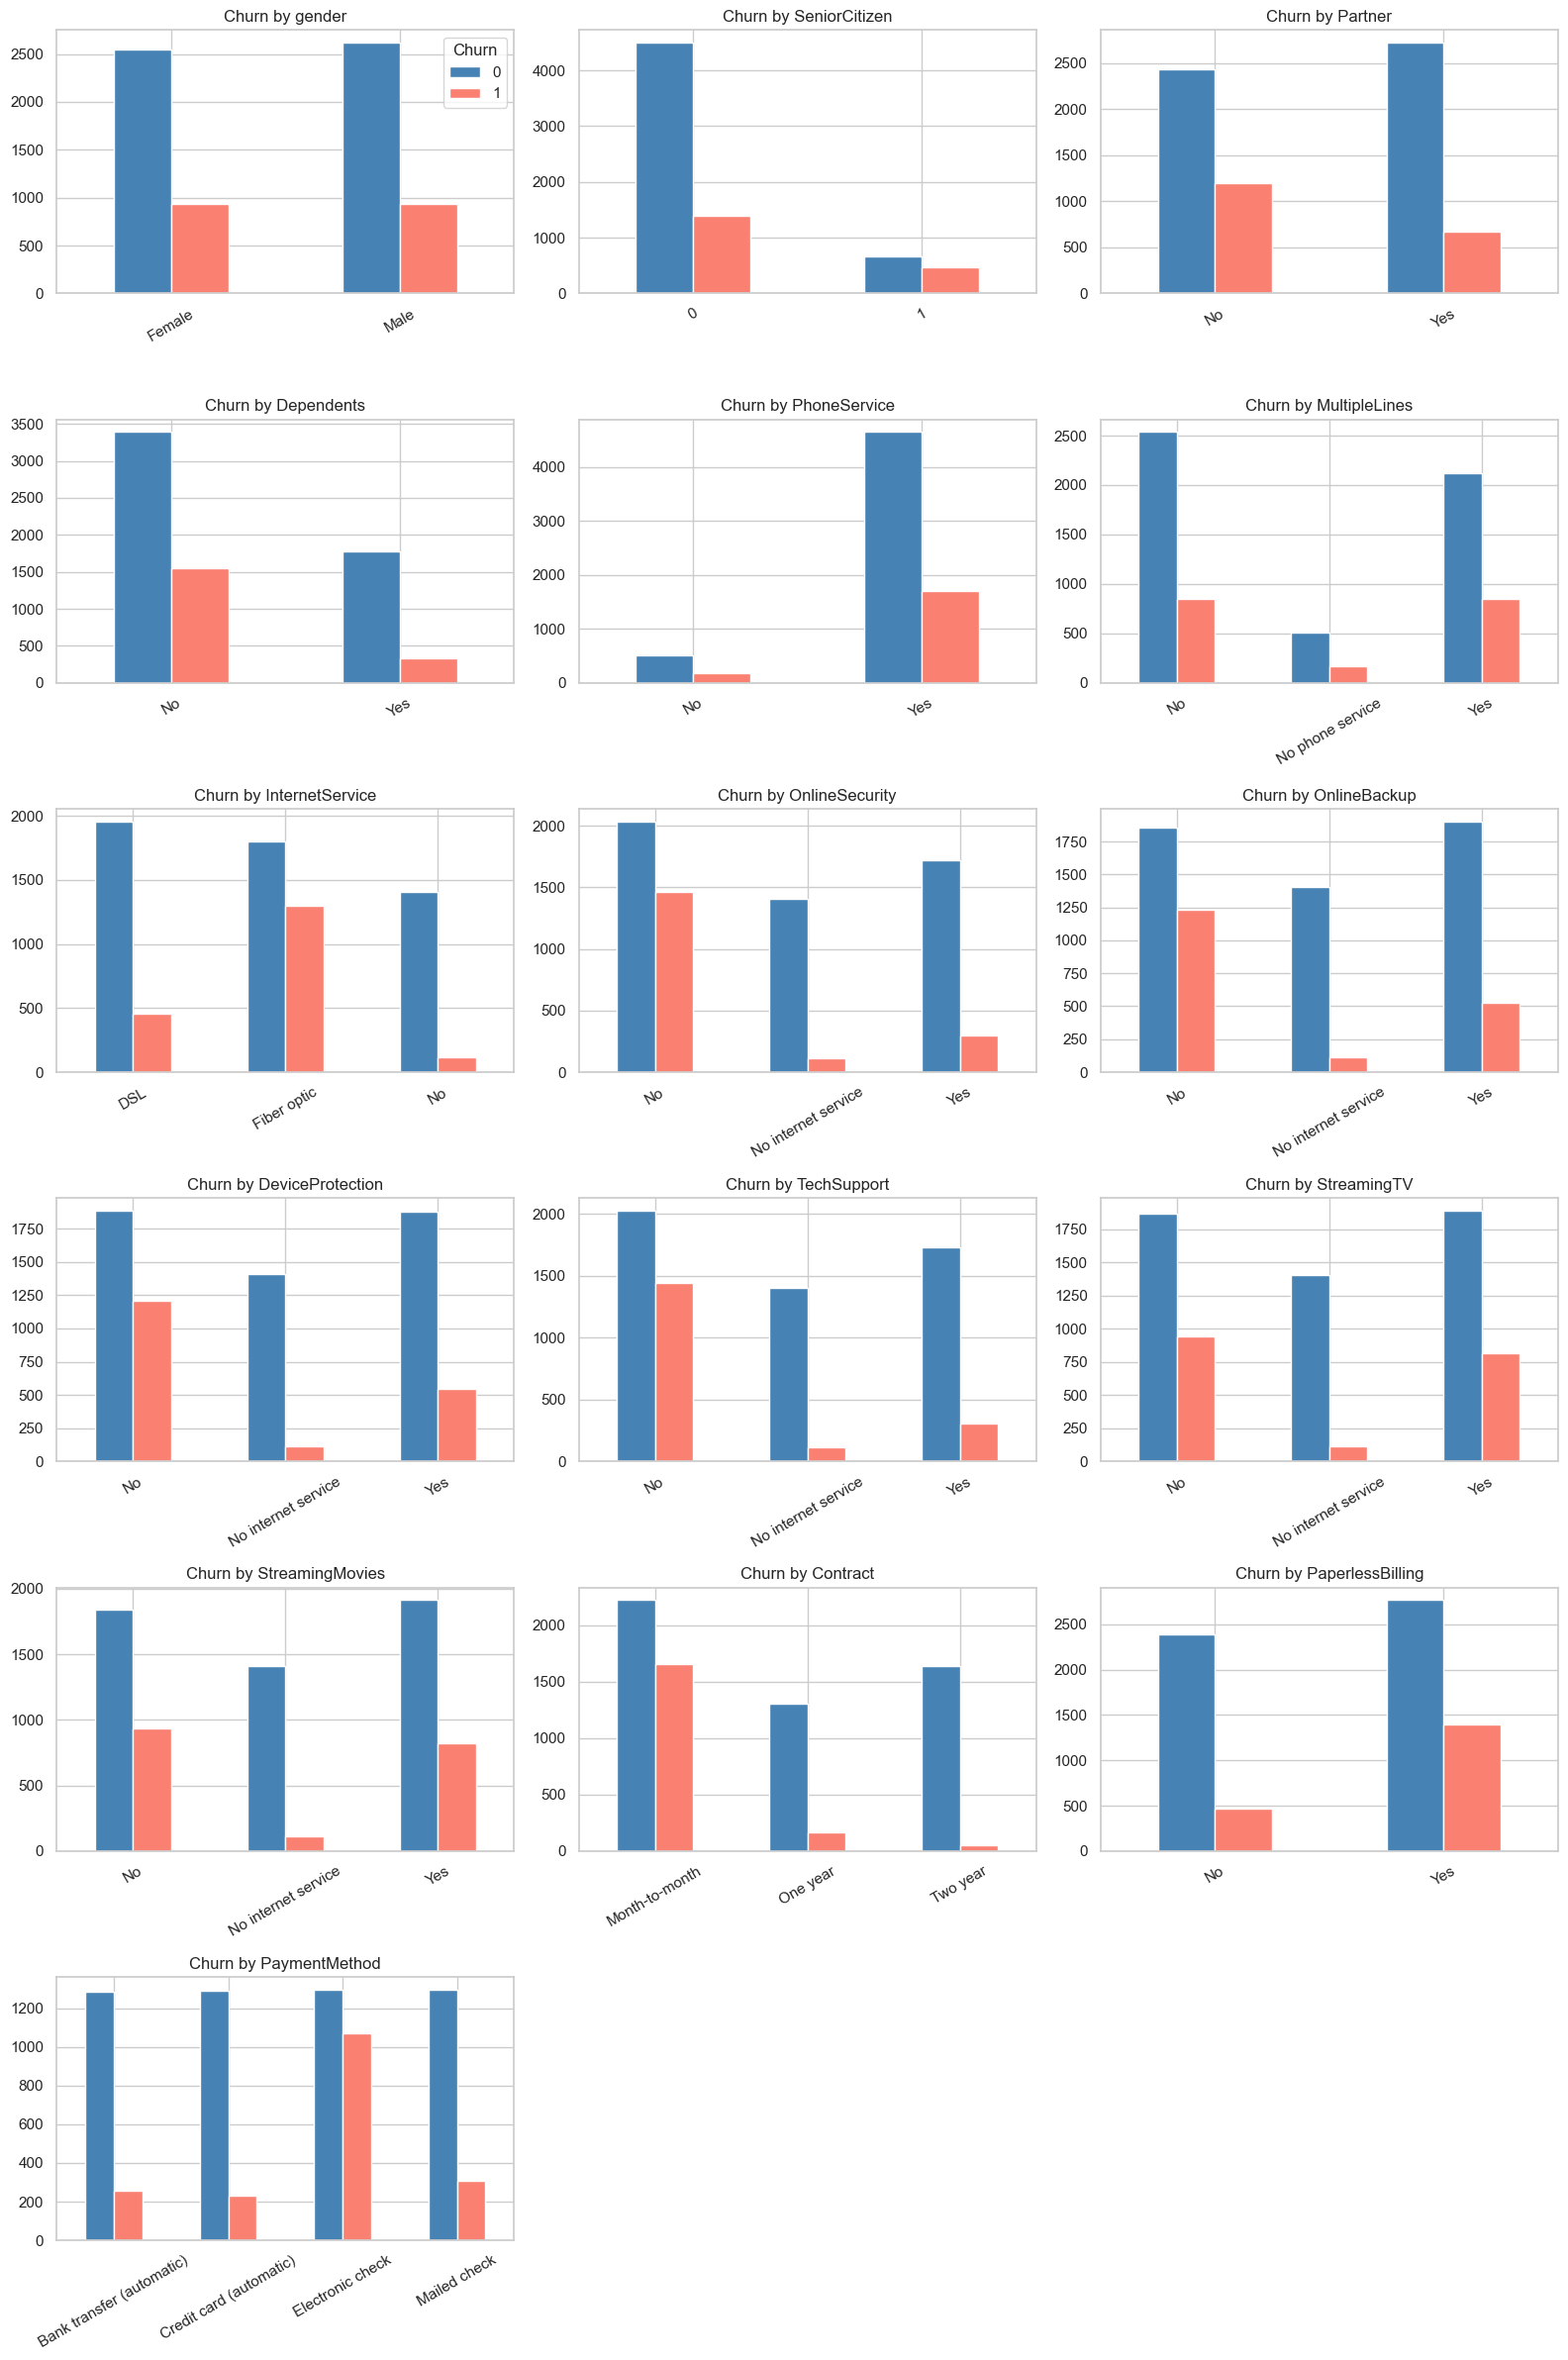 Churn by gender
Churn
0
1
2500
2000
1500
1000
500
0
Female
Male
Churn by SeniorCitizen
4000
3000
2000
1000
0
0
1
Churn by Partner
2500
2000
1500
1000
500
0
No
Yes
Churn by Dependents
3500
3000
2500
2000
1500
1000
500
0
No
Yes
Churn by PhoneService
4000
3000
2000
1000
0
No
Yes
Churn by MultipleLines
2500
2000
1500
1000
500
0
No
No phone service
Yes
Churn by InternetService
2000
1500
1000
500
0
DSL
Fiber optic
No
Churn by OnlineSecurity
2000
1500
1000
500
0
No
No internet service
Yes
Churn by OnlineBackup
1750
1500
1250
1000
750
500
250
0
No
No internet service
Yes
Churn by DeviceProtection
1750
1500
1250
1000
750
500
250
0
No
No internet service
Yes
Churn by TechSupport
2000
1500
1000
500
0
No
No internet service
Yes
Churn by StreamingTV
1750
1500
1250
1000
750
500
250
0
No
No internet service
Yes
Churn by StreamingMovies
2000
1500
1000
500
0
No
No internet service
Yes
Churn by Contract
2000
1500
1000
500
0
Month-to-month
One year
Two year
Churn by PaperlessBilling
2500
2000
1500
1000
500
0
No
Yes
Churn by PaymentMethod
1200
1000
800
600
400
200
0
Bank transfer (automatic)
Credit card (automatic)
Electronic check
Mailed check